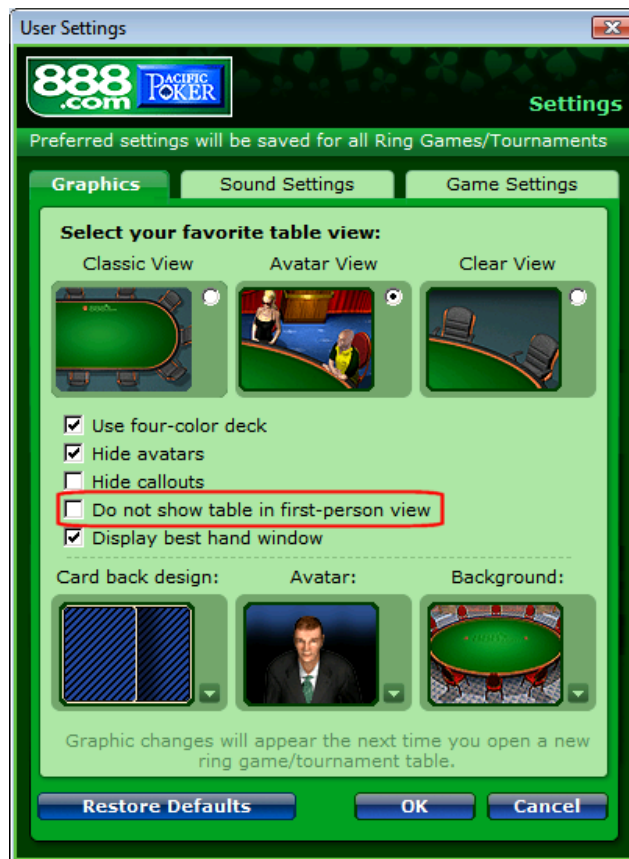 User Settings
888
.com
PACIFIC
POKER
Settings
Preferred settings will be saved for all Ring Games/Tournaments
Graphics
Sound Settings
Game Settings
Select your favorite table view:
Classic View
Avatar View
Clear View
Use four-color deck
Hide avatars
Hide callouts
Do not show table in first-person view
Display best hand window
Card back design:
Avatar:
Background:
Graphic changes will appear the next time you open a new
ring game/tournament table.
Restore Defaults
OK
Cancel